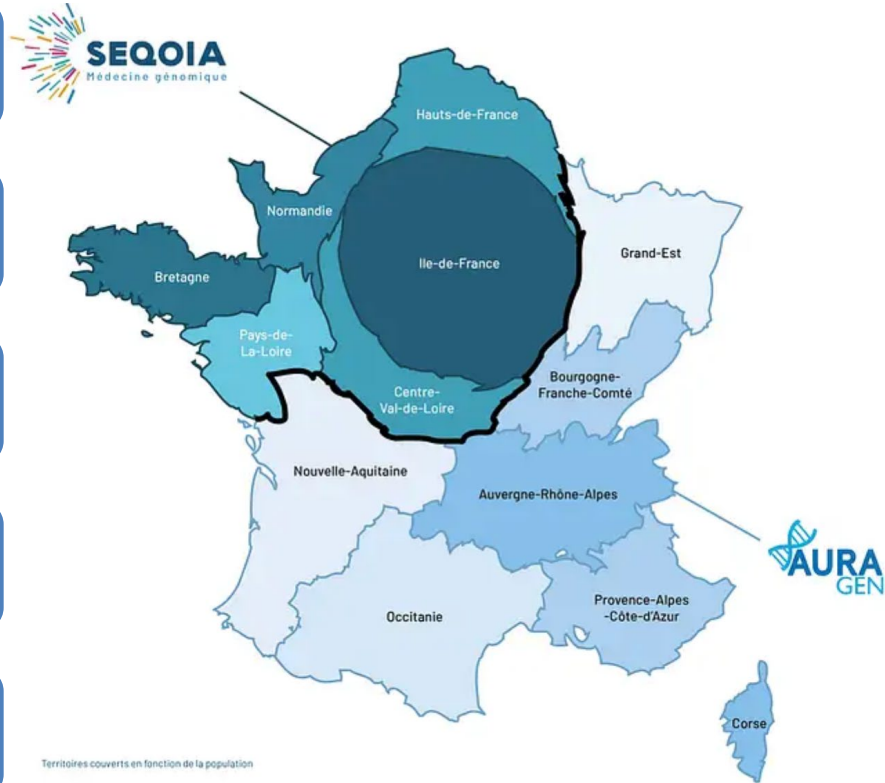 SEQOIA
Médecine génomique
Hauts-de-France
Normandie
Ile-de-France
Grand-Est
Bretagne
Pays-de-
La-Loire
Centre-
Val-de-Loire
Bourgogne-
Franche-Comté
Nouvelle-Aquitaine
Auvergne-Rhône-Alpes
AURA
GEN
Provence-Alpes
-Côte-d'Azur
Occitanie
Corse
Territoires couverts en fonction de la population